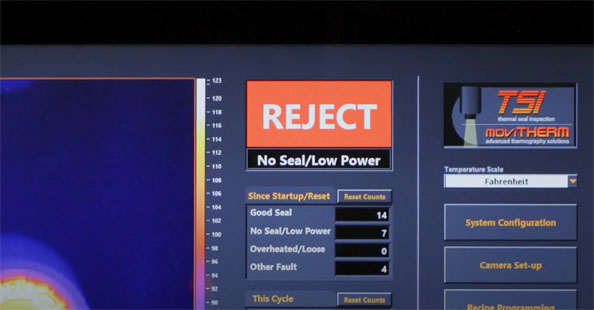 123
120
118
116
114
112
110
108
106
104
102
100
98
96
94
92
90
REJECT
No Seal/Low Power
Since Startup/Reset
Reset Counts
Good Seal 14
No Seal/Low Power 7
Overheated/Loose 0
Other Fault 4
This Cycle
Reset Counts
TSI
thermal seal inspection
MOVITHERM
advanced thermography solutions
Temperature Scale
Fahrenheit
System Configuration
Camera Set-up
Recipe Programming